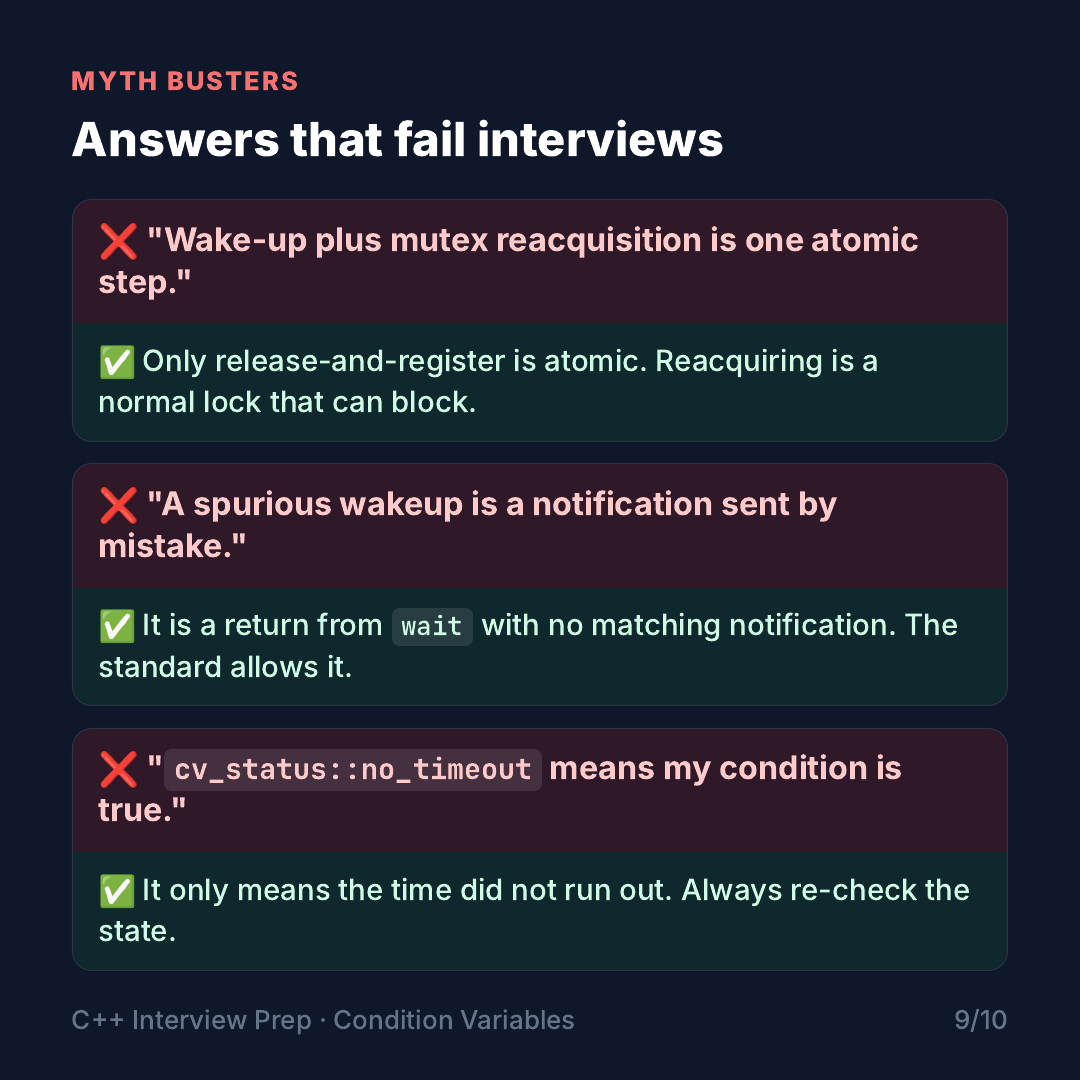 MYTH BUSTERS
Answers that fail interviews
❌ "Wake-up plus mutex reacquisition is one atomic
step."
✅ Only release-and-register is atomic. Reacquiring is a
normal lock that can block.
❌ "A spurious wakeup is a notification sent by
mistake."
✅ It is a return from wait with no matching notification. The
standard allows it.
❌ "cv_status::no_timeout means my condition is
true."
✅ It only means the time did not run out. Always re-check the
state.
C++ Interview Prep · Condition Variables
9/10